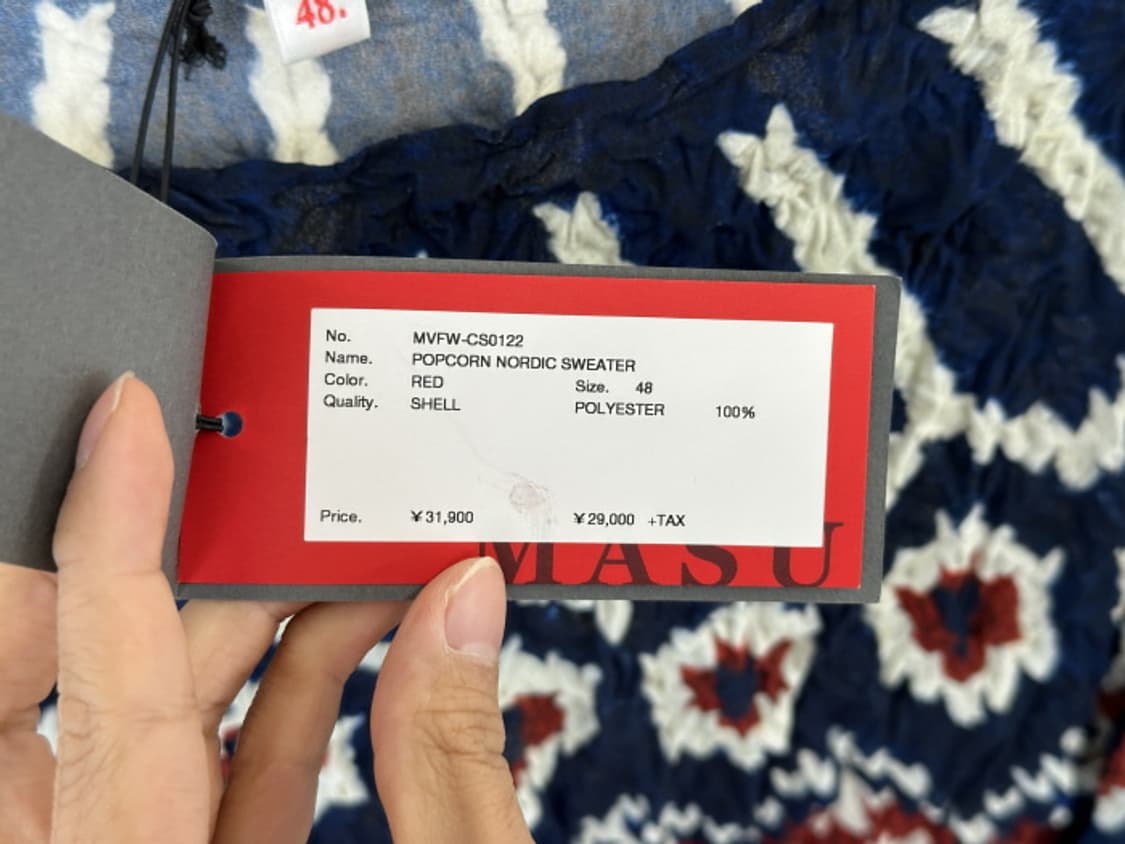 48.
No. MVFW-CS0122
Name. POPCORN NORDIC SWEATER
Color. RED Size. 48
Quality. SHELL POLYESTER 100%
Price. ¥31,900 ¥29,000 +TAX
MASU